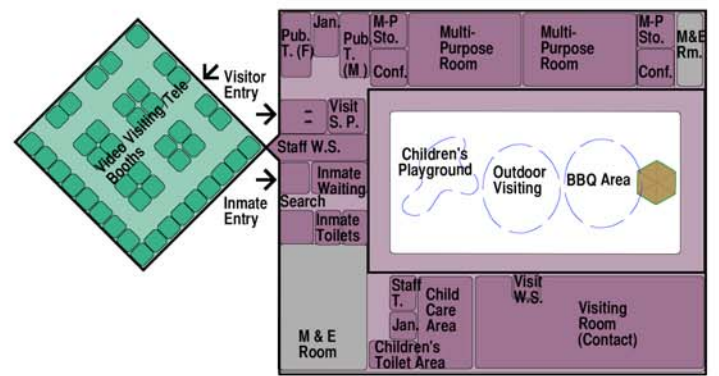 Pub.
T. (F)
Jan.
Pub.
T.
(M)
M-P
Sto.
Conf.
Multi-
Purpose
Room
Multi-
Purpose
Room
M-P
Sto.
Conf.
M&E
Rm.
Visitor
Entry
Video Visiting/Tele
Booths
Visit
S. P.
Staff W.S.
Inmate
Waiting
Search
Inmate
Entry
Inmate
Toilets
Children's
Playground
Outdoor
Visiting
BBQ Area
M & E
Room
Staff
T.
Jan.
Child
Care
Area
Children's
Toilet Area
Visit
W.S.
Visiting
Room
(Contact)